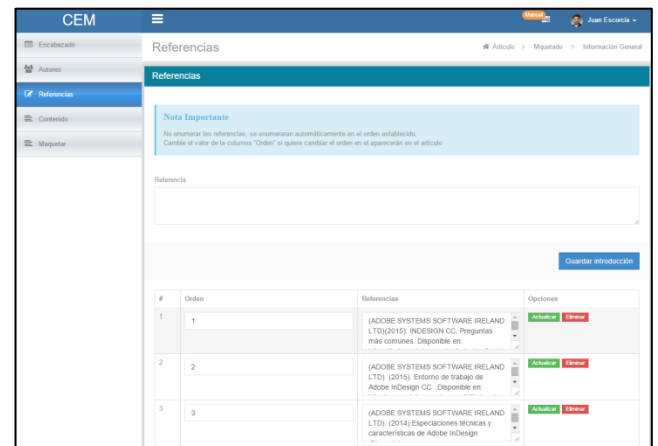 CEM
Manual
Juan Escorcia
Encabezado
Autores
Referencias
Contenido
Maquetar
Referencias
Articulo > Mquetado > Información General
Referencias
Nota Importante
No enumerar las referencias, se enumeraran automáticamente en el orden establecido,
Cambie el valor de la columna "Orden" si quiere cambiar el orden en el aparecerán en el artículo
Referencia
Guardar introducción
# Orden Referencias Opciones
1 1 (ADOBE SYSTEMS SOFTWARE IRELAND Actualizar Eliminar
LTD)(2015). INDESIGN CC, Preguntas
más comunes. Disponible en:
2 2 (ADOBE SYSTEMS SOFTWARE IRELAND Actualizar Eliminar
LTD). (2015). Entorno de trabajo de
Adobe InDesign CC .Disponible en:
3 3 (ADOBE SYSTEMS SOFTWARE IRELAND Actualizar Eliminar
LTD). (2014).Especiaciones técnicas y
características de Adobe InDesign